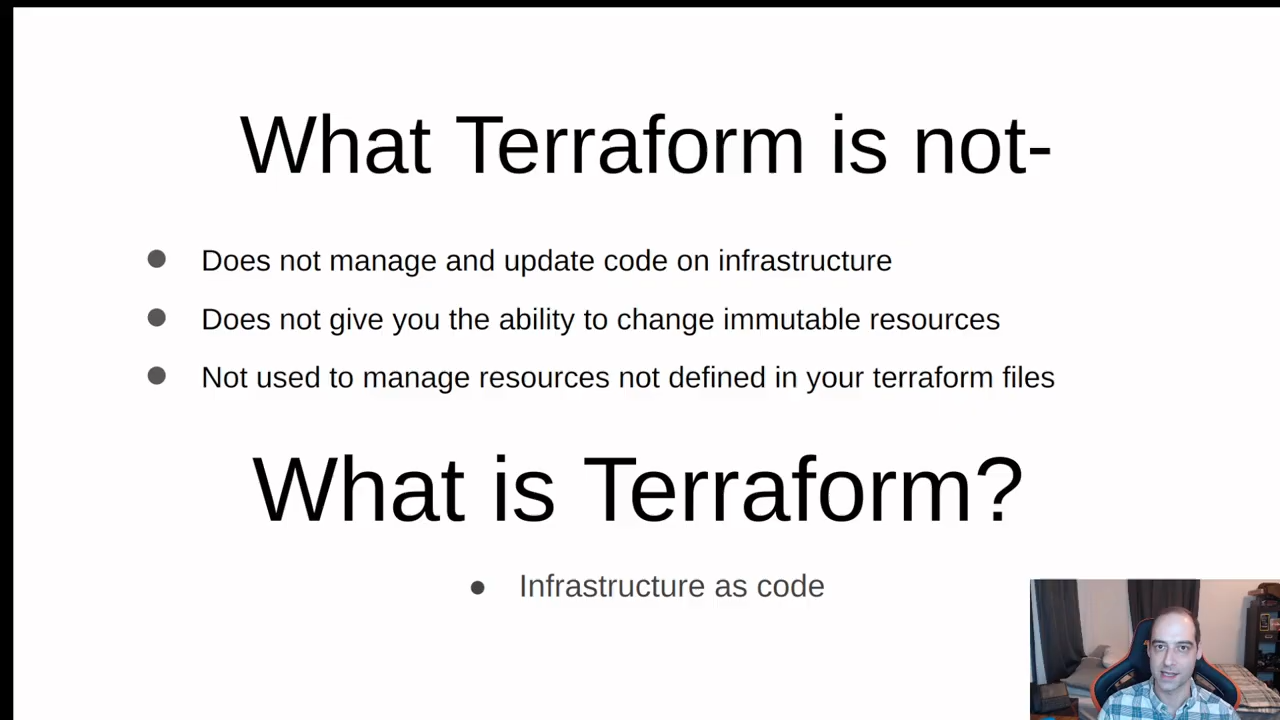 What Terraform is not-
Does not manage and update code on infrastructure
Does not give you the ability to change immutable resources
Not used to manage resources not defined in your terraform files
What is Terraform?
Infrastructure as code